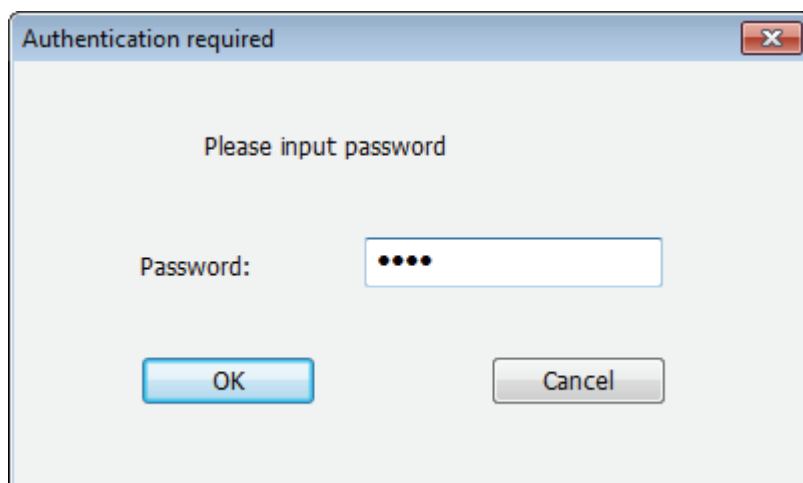 Authentication required
Please input password
Password: ••••
OK Cancel